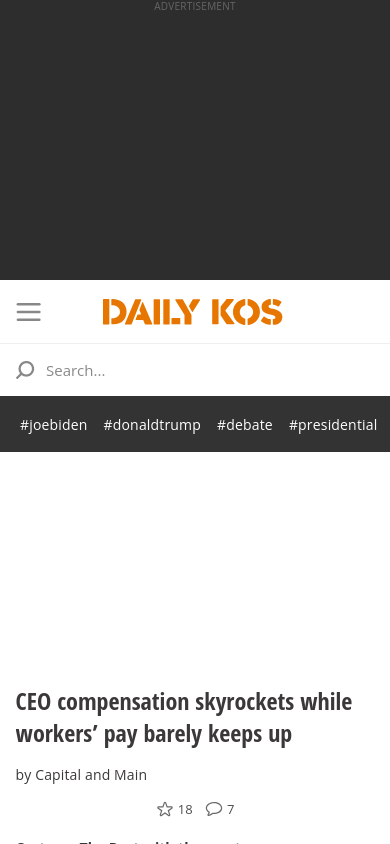 ADVERTISEMENT
DAILY KOS
Search...
#joebiden #donaldtrump #debate #presidential
CEO compensation skyrockets while
workers’ pay barely keeps up
by Capital and Main
18 7